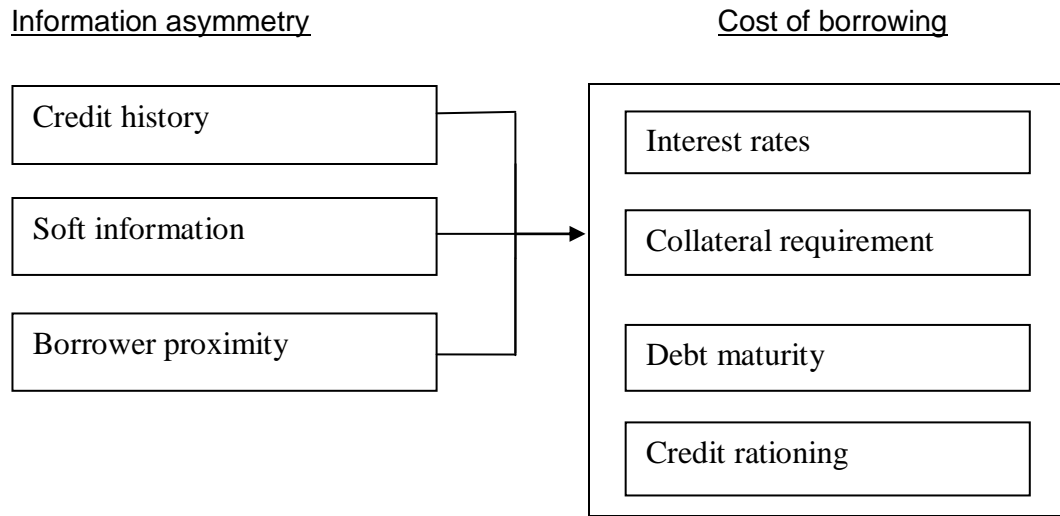 Information asymmetry
Cost of borrowing
Credit history
Soft information
Borrower proximity
Interest rates
Collateral requirement
Debt maturity
Credit rationing